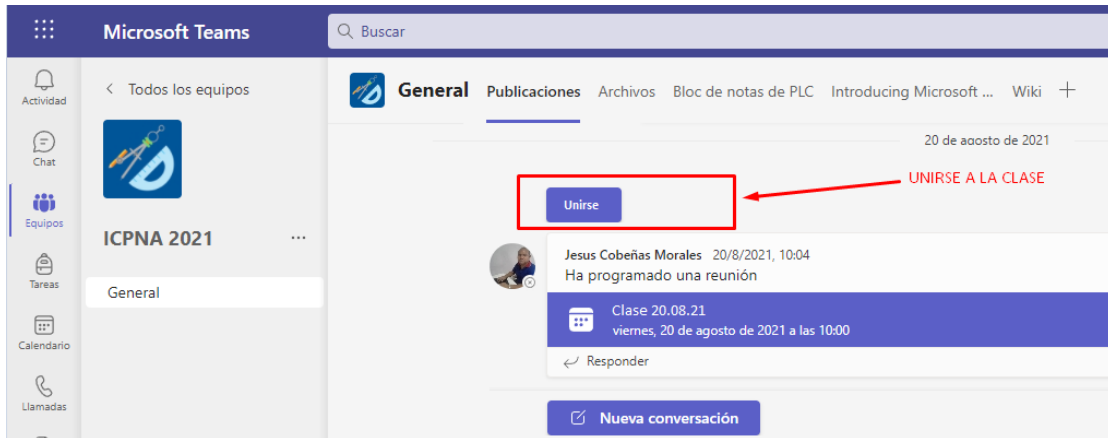 Microsoft Teams
Buscar
Actividad
Chat
Equipos
Tareas
Calendario
Llamadas
Todos los equipos
ICPNA 2021
...
General
General
Publicaciones Archivos Bloc de notas de PLC Introducing Microsoft ... Wiki +
20 de agosto de 2021
UNIRSE A LA CLASE
Unirse
Jesus Cobeñas Morales 20/8/2021, 10:04
Ha programado una reunión
Clase 20.08.21
viernes, 20 de agosto de 2021 a las 10:00
Responder
Nueva conversación